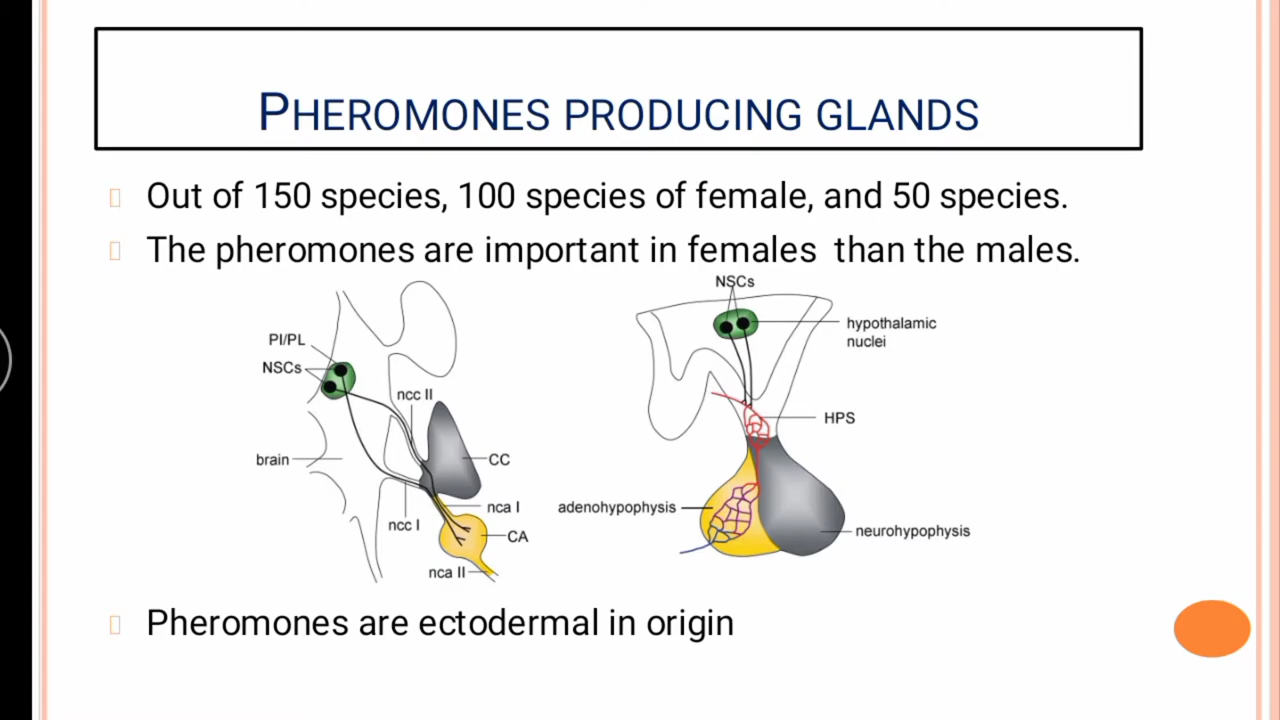 PHEROMONES PRODUCING GLANDS
Out of 150 species, 100 species of female, and 50 species.
The pheromones are important in females than the males.
NSCs
PI/PL
NSCs
hypothalamic
nuclei
ncc II
HPS
brain
CC
nca I
adenohypophysis
ncc I
CA
neurohypophysis
nca II
Pheromones are ectodermal in origin